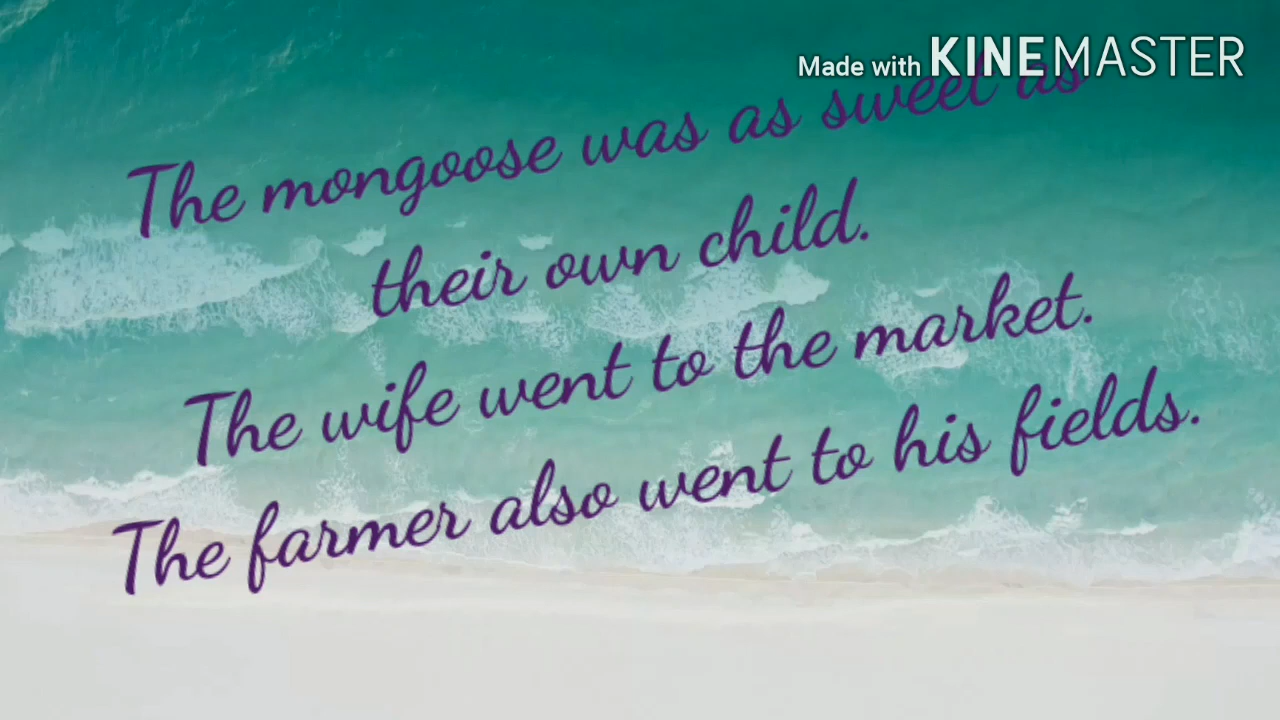 Made with KINEMASTER
The mongoose was as sweet as
their own child.
The wife went to the market.
The farmer also went to his fields.